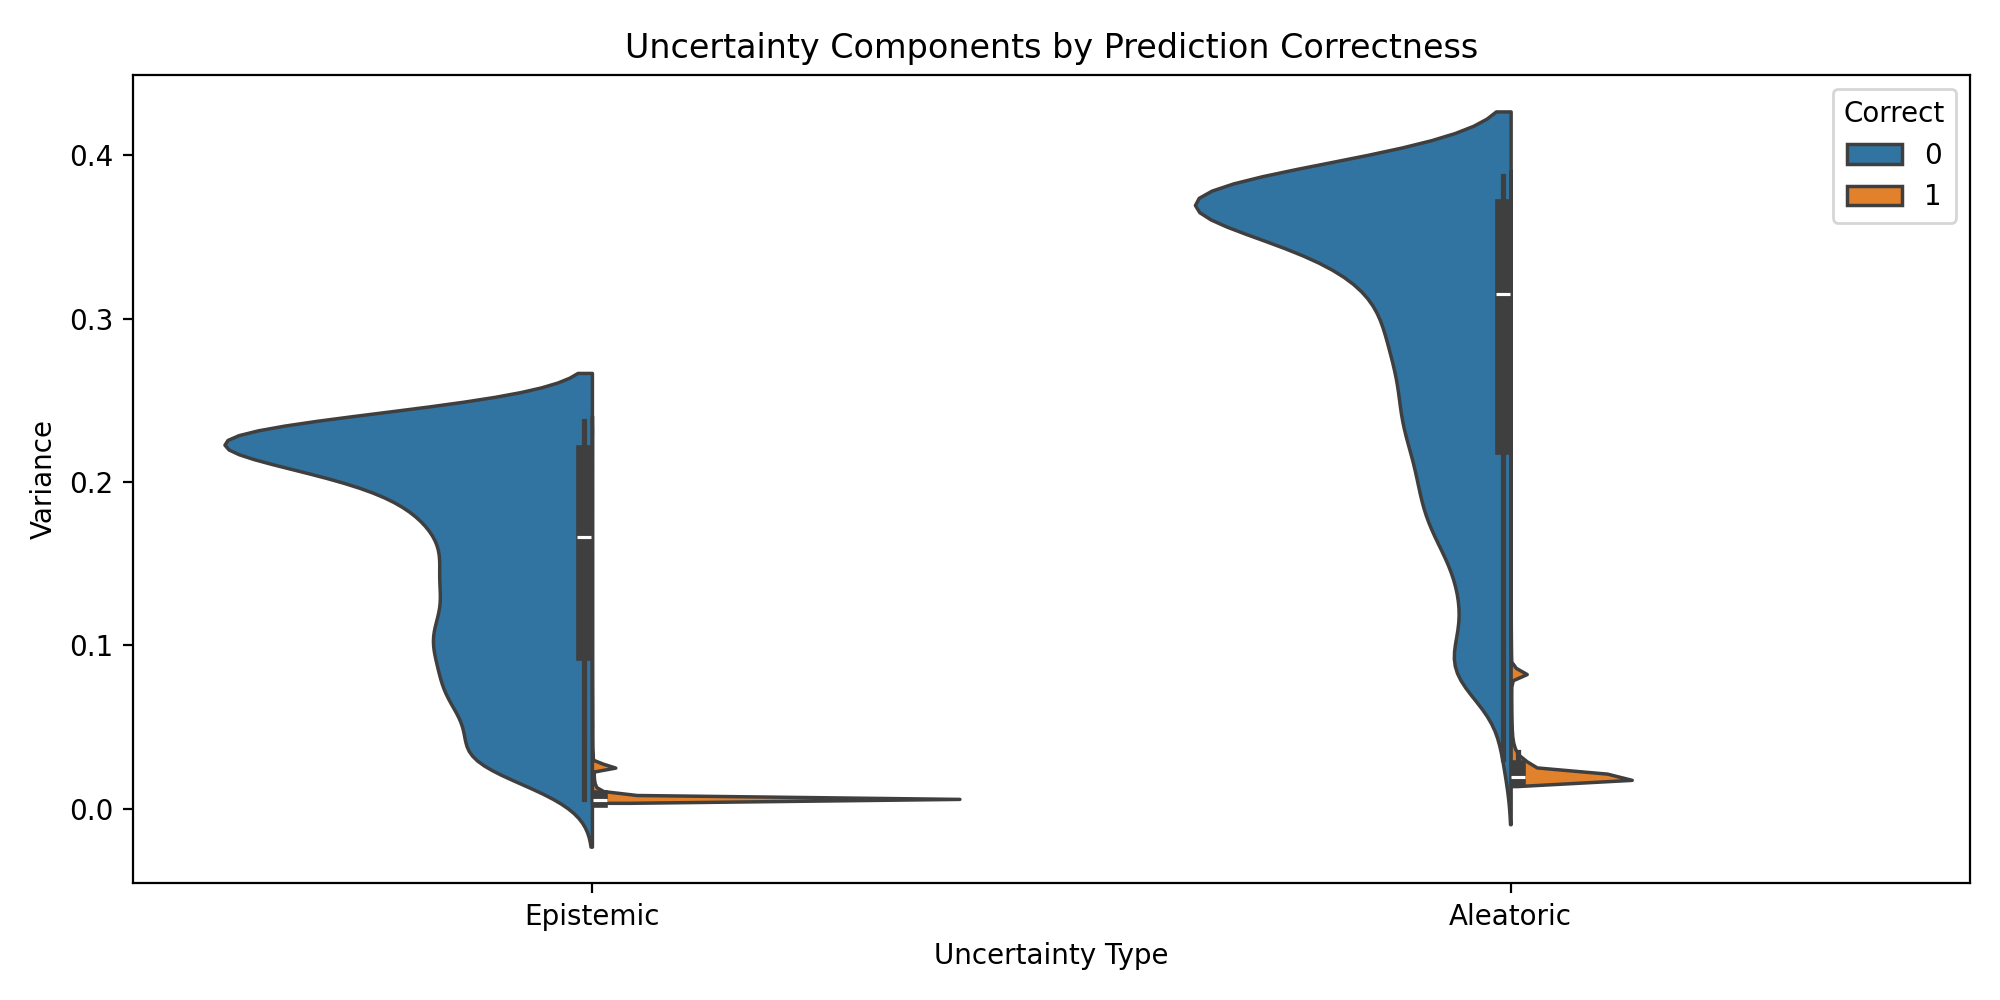 Uncertainty Components by Prediction Correctness
Correct
0
1
Variance
0.4
0.3
0.2
0.1
0.0
Epistemic
Aleatoric
Uncertainty Type